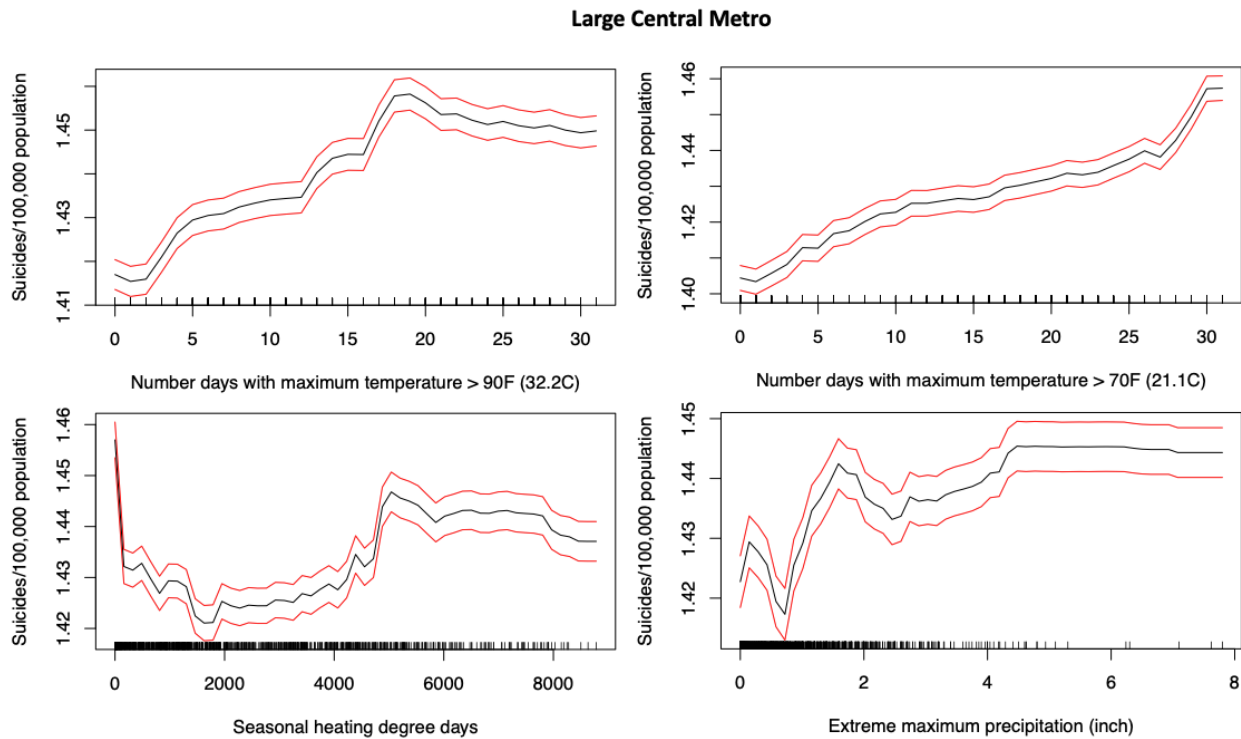 Large Central Metro
Suicides/100,000 population
1.41 1.43 1.45
0 5 10 15 20 25 30
Number days with maximum temperature > 90F (32.2C)
Suicides/100,000 population
1.40 1.42 1.44 1.46
0 5 10 15 20 25 30
Number days with maximum temperature > 70F (21.1C)
Suicides/100,000 population
1.42 1.43 1.44 1.45 1.46
0 2000 4000 6000 8000
Seasonal heating degree days
Suicides/100,000 population
1.42 1.43 1.44 1.45
0 2 4 6 8
Extreme maximum precipitation (inch)